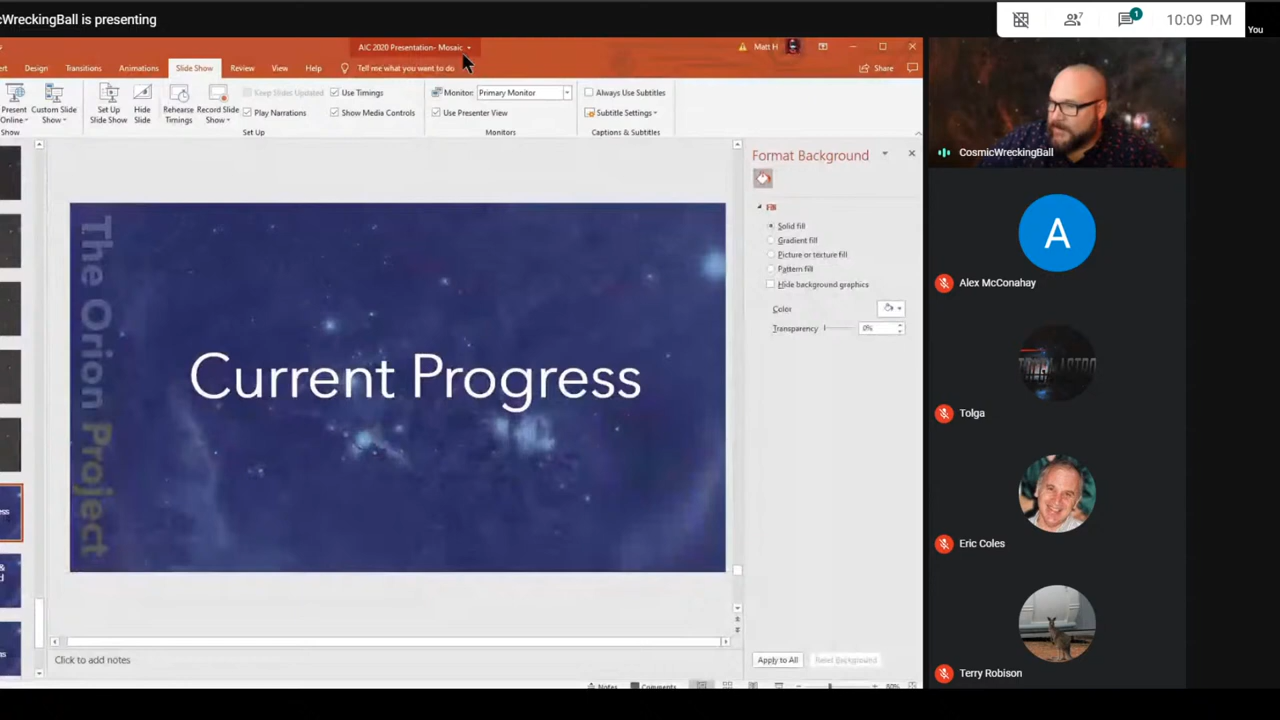 cWreckingBall is presenting
7
1
10:09 PM
You
AIC 2020 Presentation- Mosaic
Matt H
Design Transitions Animations Slide Show Review View Help Tell me what you want to do Share
Present Online Custom Slide Show Set Up Slide Show Hide Slide Rehearse Timings Record Slide Show
Keep Slides Updated Use Timings
Play Narrations Show Media Controls
Monitor: Primary Monitor
Use Presenter View
Always Use Subtitles
Subtitle Settings
Show Set Up Monitors Captions & Subtitles
The Orion Project
Current Progress
Format Background
Fill
Solid fill
Gradient fill
Picture or texture fill
Pattern fill
Hide background graphics
Color
Transparency 0%
Click to add notes
Apply to All Reset Background
Notes Comments 50%
CosmicWreckingBall
A
Alex McConahay
Tolga
Eric Coles
Terry Robison